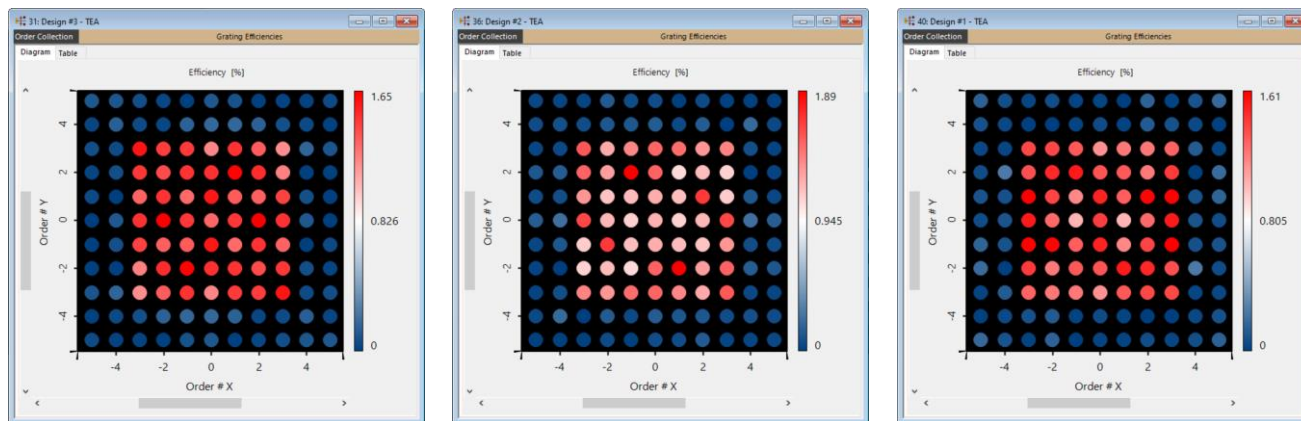 31: Design #3 - TEA
Order Collection
Grating Efficiencies
Diagram Table
Efficiency [%]
1.65
0.826
0
4
2
0
-2
-4
Order # Y
-4 -2 0 2 4
Order # X
36: Design #2 - TEA
Order Collection
Grating Efficiencies
Diagram Table
Efficiency [%]
1.89
0.945
0
4
2
0
-2
-4
Order # Y
-4 -2 0 2 4
Order # X
40: Design #1 - TEA
Order Collection
Grating Efficiencies
Diagram Table
Efficiency [%]
1.61
0.805
0
4
2
0
-2
-4
Order # Y
-4 -2 0 2 4
Order # X